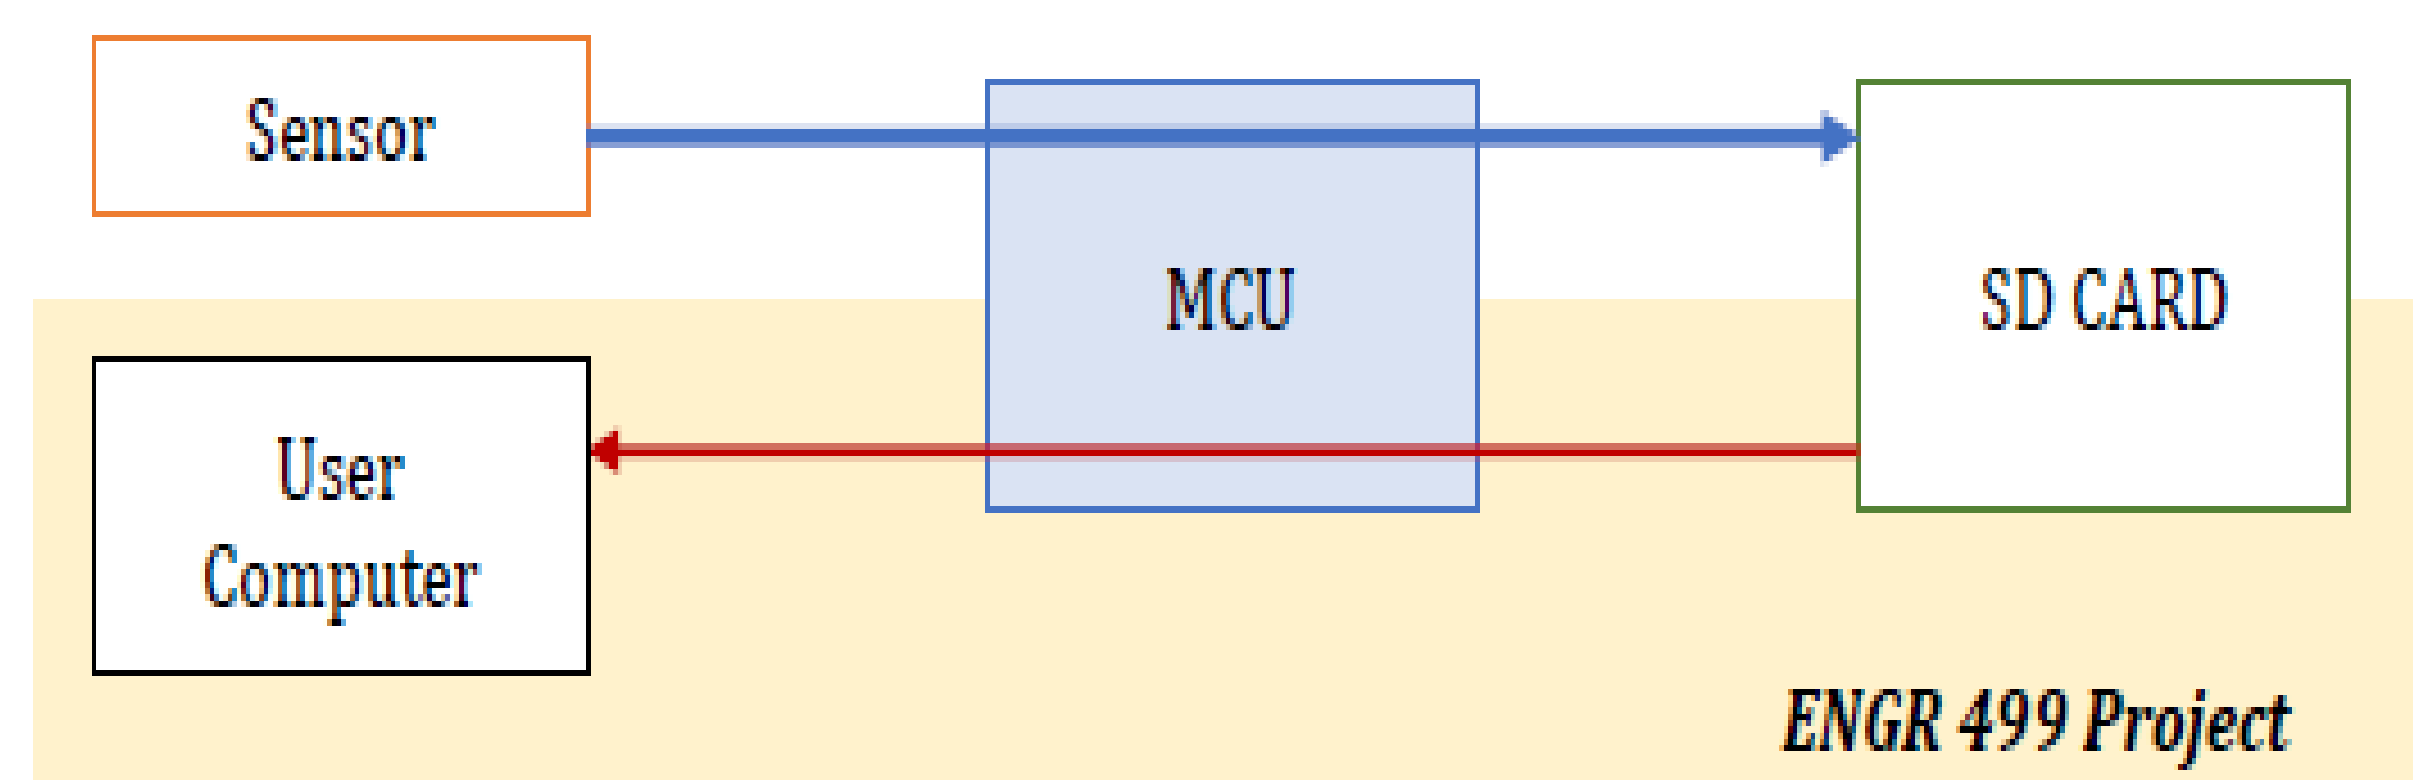 Sensor
MCU
SD CARD
User
Computer
ENGR 499 Project